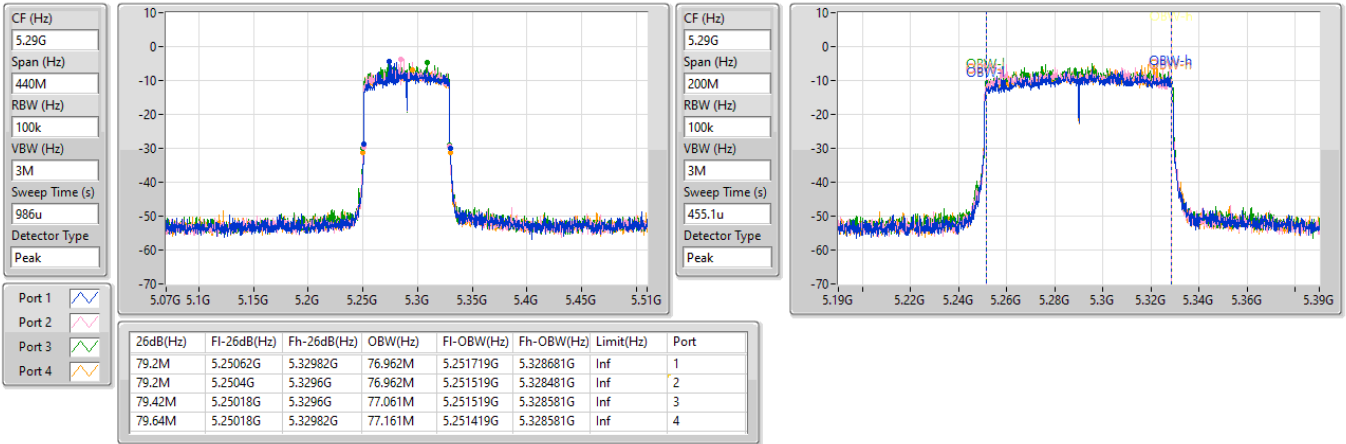 CF (Hz)
5.29G
Span (Hz)
440M
RBW (Hz)
100k
VBW (Hz)
3M
Sweep Time (s)
986u
Detector Type
Peak
Port 1
Port 2
Port 3
Port 4
10
0
-10
-20
-30
-40
-50
-60
-70
5.07G 5.1G 5.15G 5.2G 5.25G 5.3G 5.35G 5.4G 5.45G 5.51G
CF (Hz)
5.29G
Span (Hz)
200M
RBW (Hz)
100k
VBW (Hz)
3M
Sweep Time (s)
455.1u
Detector Type
Peak
10
0
-10
-20
-30
-40
-50
-60
-70
OBW-l OBW-h
5.19G 5.22G 5.24G 5.26G 5.28G 5.3G 5.32G 5.34G 5.36G 5.39G
26dB(Hz) Fl-26dB(Hz) Fh-26dB(Hz) OBW(Hz) Fl-OBW(Hz) Fh-OBW(Hz) Limit(Hz) Port
79.2M 5.25062G 5.32982G 76.962M 5.251719G 5.328681G Inf 1
79.2M 5.2504G 5.3296G 76.962M 5.251519G 5.328481G Inf 2
79.42M 5.25018G 5.3296G 77.061M 5.251519G 5.328581G Inf 3
79.64M 5.25018G 5.32982G 77.161M 5.251419G 5.328581G Inf 4